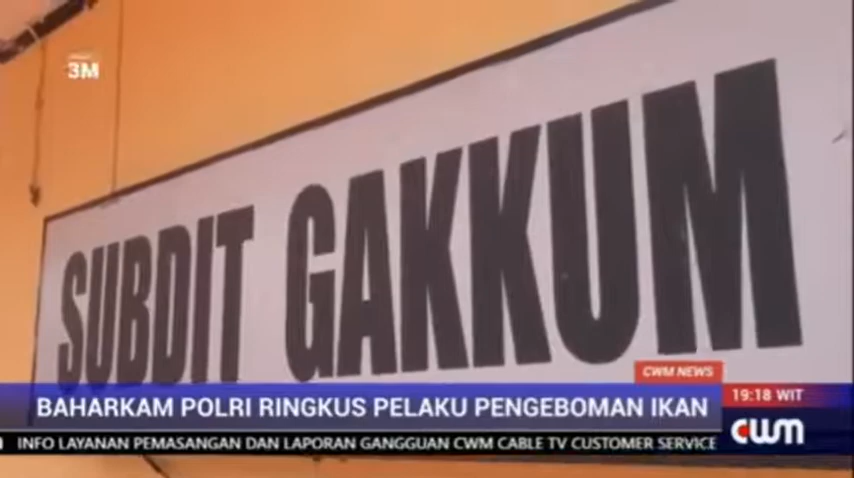 3M
SUBDIT GAKKUM
CWM NEWS
BAHARKAM POLRI RINGKUS PELAKU PENGEBOMAN IKAN
19:18 WIT
INFO LAYANAN PEMASANGAN DAN LAPORAN GANGGUAN CWM CABLE TV CUSTOMER SERVICE
cwm